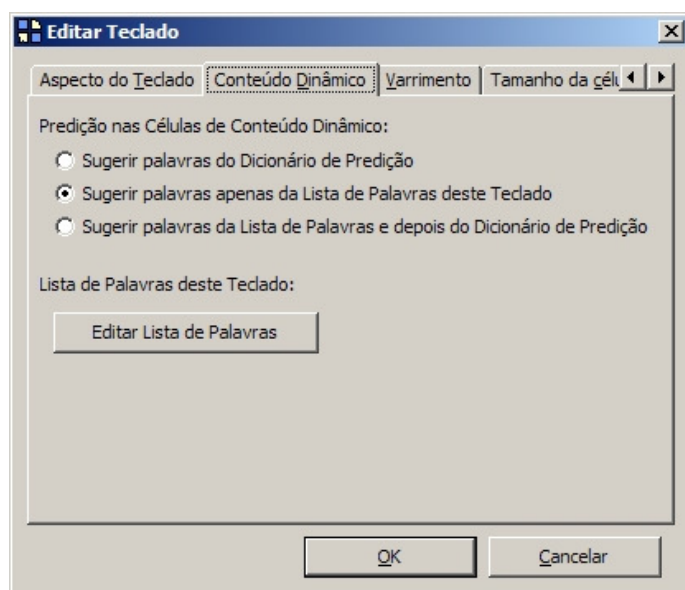 Editar Teclado
Aspecto do Teclado Conteúdo Dinâmico Varrimento Tamanho da
Predição nas Células de Conteúdo Dinâmico:
Sugerir palavras do Dicionário de Predição
Sugerir palavras apenas da Lista de Palavras deste Teclado
Sugerir palavras da Lista de Palavras e depois do Dicionário de Predição
Lista de Palavras deste Teclado:
Editar Lista de Palavras
OK Cancelar